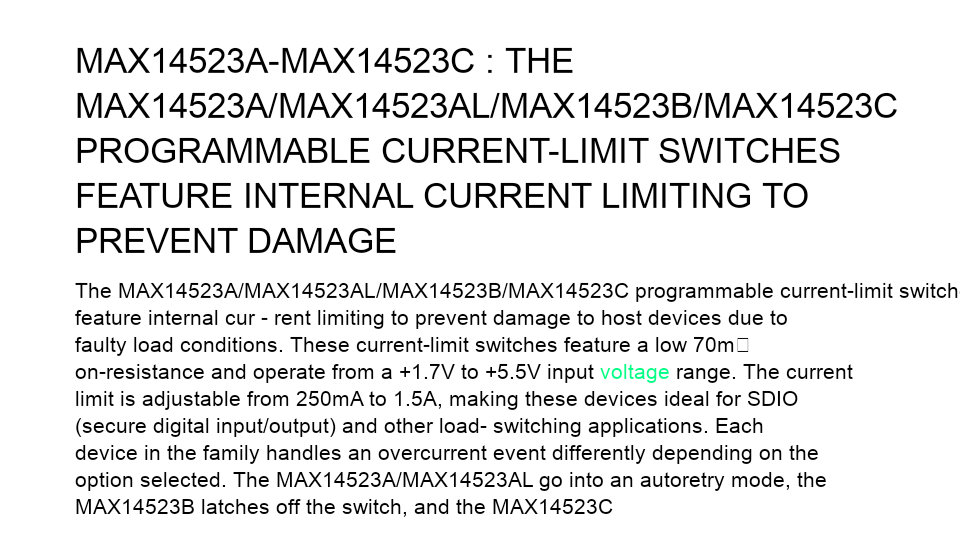 MAX14523A-MAX14523C : THE
MAX14523A/MAX14523AL/MAX14523B/MAX14523C
PROGRAMMABLE CURRENT-LIMIT SWITCHES
FEATURE INTERNAL CURRENT LIMITING TO
PREVENT DAMAGE
The MAX14523A/MAX14523AL/MAX14523B/MAX14523C programmable current-limit switch
feature internal cur - rent limiting to prevent damage to host devices due to
faulty load conditions. These current-limit switches feature a low 70m□
on-resistance and operate from a +1.7V to +5.5V input voltage range. The current
limit is adjustable from 250mA to 1.5A, making these devices ideal for SDIO
(secure digital input/output) and other load- switching applications. Each
device in the family handles an overcurrent event differently depending on the
option selected. The MAX14523A/MAX14523AL go into an autoretry mode, the
MAX14523B latches off the switch, and the MAX14523C